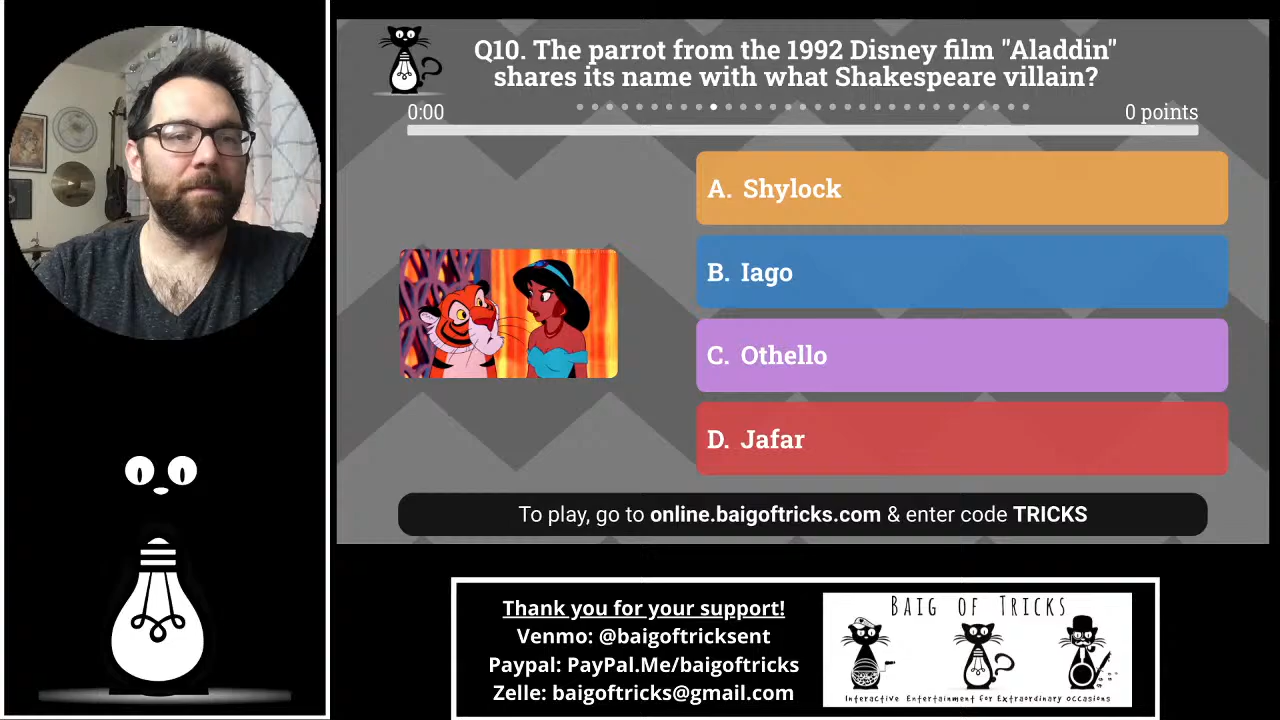 Q10. The parrot from the 1992 Disney film "Aladdin"
shares its name with what Shakespeare villain?
0:00
0 points
A. Shylock
B. Iago
C. Othello
D. Jafar
To play, go to online.baigoftricks.com & enter code TRICKS
Thank you for your support!
Venmo: @baigoftricksent
Paypal: PayPal.Me/baigoftricks
Zelle: baigoftricks@gmail.com
BAIG OF TRICKS
Interactive Entertainment for Extraordinary occasions